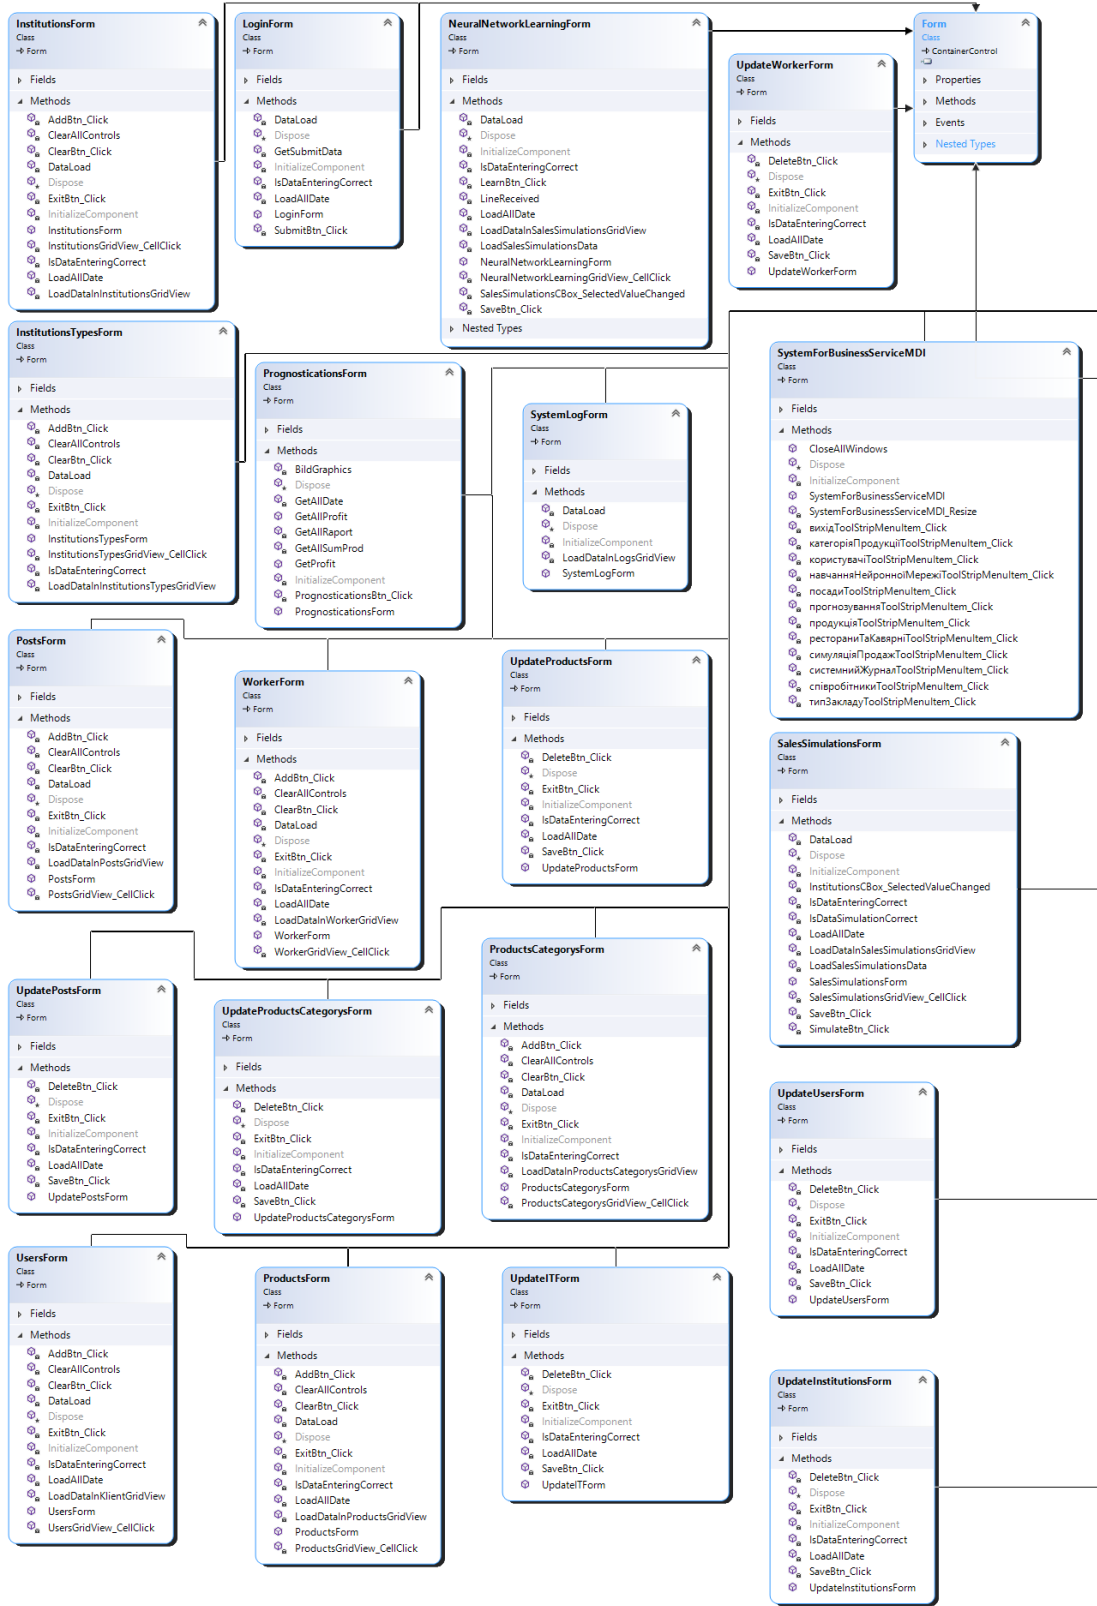 InstitutionsForm
Class
Form
Fields
Methods
AddBtn_Click
ClearAllControls
ClearBtn_Click
DataLoad
Dispose
ExitBtn_Click
InitializeComponent
InstitutionsForm
InstitutionsGridView_CellClick
IsDataEnteringCorrect
LoadAllDate
LoadDataInInstitutionsGridView
LoginForm
Class
Form
Fields
Methods
DataLoad
Dispose
GetSubmitData
InitializeComponent
IsDataEnteringCorrect
LoadAllDate
LoginForm
SubmitBtn_Click
NeuralNetworkLearningForm
Class
Form
Fields
Methods
DataLoad
Dispose
InitializeComponent
IsDataEnteringCorrect
LearnBtn_Click
LineReceived
LoadAllDate
LoadDataInSalesSimulationsGridView
LoadSalesSimulationsData
NeuralNetworkLearningForm
NeuralNetworkLearningGridView_CellClick
SalesSimulationsCBox_SelectedValueChanged
SaveBtn_Click
Nested Types
UpdateWorkerForm
Class
Form
Fields
Methods
DeleteBtn_Click
Dispose
ExitBtn_Click
InitializeComponent
IsDataEnteringCorrect
LoadAllDate
SaveBtn_Click
UpdateWorkerForm
Form
Class
ContainerControl
Properties
Methods
Events
Nested Types
InstitutionsTypesForm
Class
Form
Fields
Methods
AddBtn_Click
ClearAllControls
ClearBtn_Click
DataLoad
Dispose
ExitBtn_Click
InitializeComponent
InstitutionsTypesForm
InstitutionsTypesGridView_CellClick
IsDataEnteringCorrect
LoadDataInInstitutionsTypesGridView
PrognosticationsForm
Class
Form
Fields
Methods
BildGraphics
Dispose
GetAllDate
GetAllProfit
GetAllRaport
GetAllSumProd
GetProfit
InitializeComponent
PrognosticationsBtn_Click
PrognosticationsForm
SystemLogForm
Class
Form
Fields
Methods
DataLoad
Dispose
InitializeComponent
LoadDataInLogsGridView
SystemLogForm
SystemForBusinessServiceMDI
Class
Form
Fields
Methods
CloseAllWindows
Dispose
InitializeComponent
SystemForBusinessServiceMDI
SystemForBusinessServiceMDI_Resize
вихідToolStripMenuItem_Click
категоріяПродукціїToolStripMenuItem_Click
користувачіToolStripMenuItem_Click
навчанняНейронноїМережіToolStripMenuItem_Click
посадиToolStripMenuItem_Click
прогнозуванняToolStripMenuItem_Click
продукціяToolStripMenuItem_Click
ресторaниТаКавярніToolStripMenuItem_Click
симуляціяПродажToolStripMenuItem_Click
системнийЖурналToolStripMenuItem_Click
співробітникиToolStripMenuItem_Click
типЗакладуToolStripMenuItem_Click
PostsForm
Class
Form
Fields
Methods
AddBtn_Click
ClearAllControls
ClearBtn_Click
DataLoad
Dispose
ExitBtn_Click
InitializeComponent
IsDataEnteringCorrect
LoadDataInPostsGridView
PostsForm
PostsGridView_CellClick
WorkerForm
Class
Form
Fields
Methods
AddBtn_Click
ClearAllControls
ClearBtn_Click
DataLoad
Dispose
ExitBtn_Click
InitializeComponent
IsDataEnteringCorrect
LoadAllDate
LoadDataInWorkerGridView
WorkerForm
WorkerGridView_CellClick
UpdateProductsForm
Class
Form
Fields
Methods
DeleteBtn_Click
Dispose
ExitBtn_Click
InitializeComponent
IsDataEnteringCorrect
LoadAllDate
SaveBtn_Click
UpdateProductsForm
SalesSimulationsForm
Class
Form
Fields
Methods
DataLoad
Dispose
InitializeComponent
InstitutionsCBox_SelectedValueChanged
IsDataEnteringCorrect
IsDataSimulationCorrect
LoadAllDate
LoadDataInSalesSimulationsGridView
LoadSalesSimulationsData
SalesSimulationsForm
SalesSimulationsGridView_CellClick
SaveBtn_Click
SimulateBtn_Click
UpdatePostsForm
Class
Form
Fields
Methods
DeleteBtn_Click
Dispose
ExitBtn_Click
InitializeComponent
IsDataEnteringCorrect
LoadAllDate
SaveBtn_Click
UpdatePostsForm
UpdateProductsCategorysForm
Class
Form
Fields
Methods
DeleteBtn_Click
Dispose
ExitBtn_Click
InitializeComponent
IsDataEnteringCorrect
LoadAllDate
SaveBtn_Click
UpdateProductsCategorysForm
ProductsCategorysForm
Class
Form
Fields
Methods
AddBtn_Click
ClearAllControls
ClearBtn_Click
DataLoad
Dispose
ExitBtn_Click
InitializeComponent
IsDataEnteringCorrect
LoadDataInProductsCategorysGridView
ProductsCategorysForm
ProductsCategorysGridView_CellClick
UpdateUsersForm
Class
Form
Fields
Methods
DeleteBtn_Click
Dispose
ExitBtn_Click
InitializeComponent
IsDataEnteringCorrect
LoadAllDate
SaveBtn_Click
UpdateUsersForm
UsersForm
Class
Form
Fields
Methods
AddBtn_Click
ClearAllControls
ClearBtn_Click
DataLoad
Dispose
ExitBtn_Click
InitializeComponent
IsDataEnteringCorrect
LoadAllDate
LoadDataInKlientGridView
UsersForm
UsersGridView_CellClick
ProductsForm
Class
Form
Fields
Methods
AddBtn_Click
ClearAllControls
ClearBtn_Click
DataLoad
Dispose
ExitBtn_Click
InitializeComponent
IsDataEnteringCorrect
LoadAllDate
LoadDataInProductsGridView
ProductsForm
ProductsGridView_CellClick
UpdateITForm
Class
Form
Fields
Methods
DeleteBtn_Click
Dispose
ExitBtn_Click
InitializeComponent
IsDataEnteringCorrect
LoadAllDate
SaveBtn_Click
UpdateITForm
UpdateInstitutionsForm
Class
Form
Fields
Methods
DeleteBtn_Click
Dispose
ExitBtn_Click
InitializeComponent
IsDataEnteringCorrect
LoadAllDate
SaveBtn_Click
UpdateInstitutionsForm